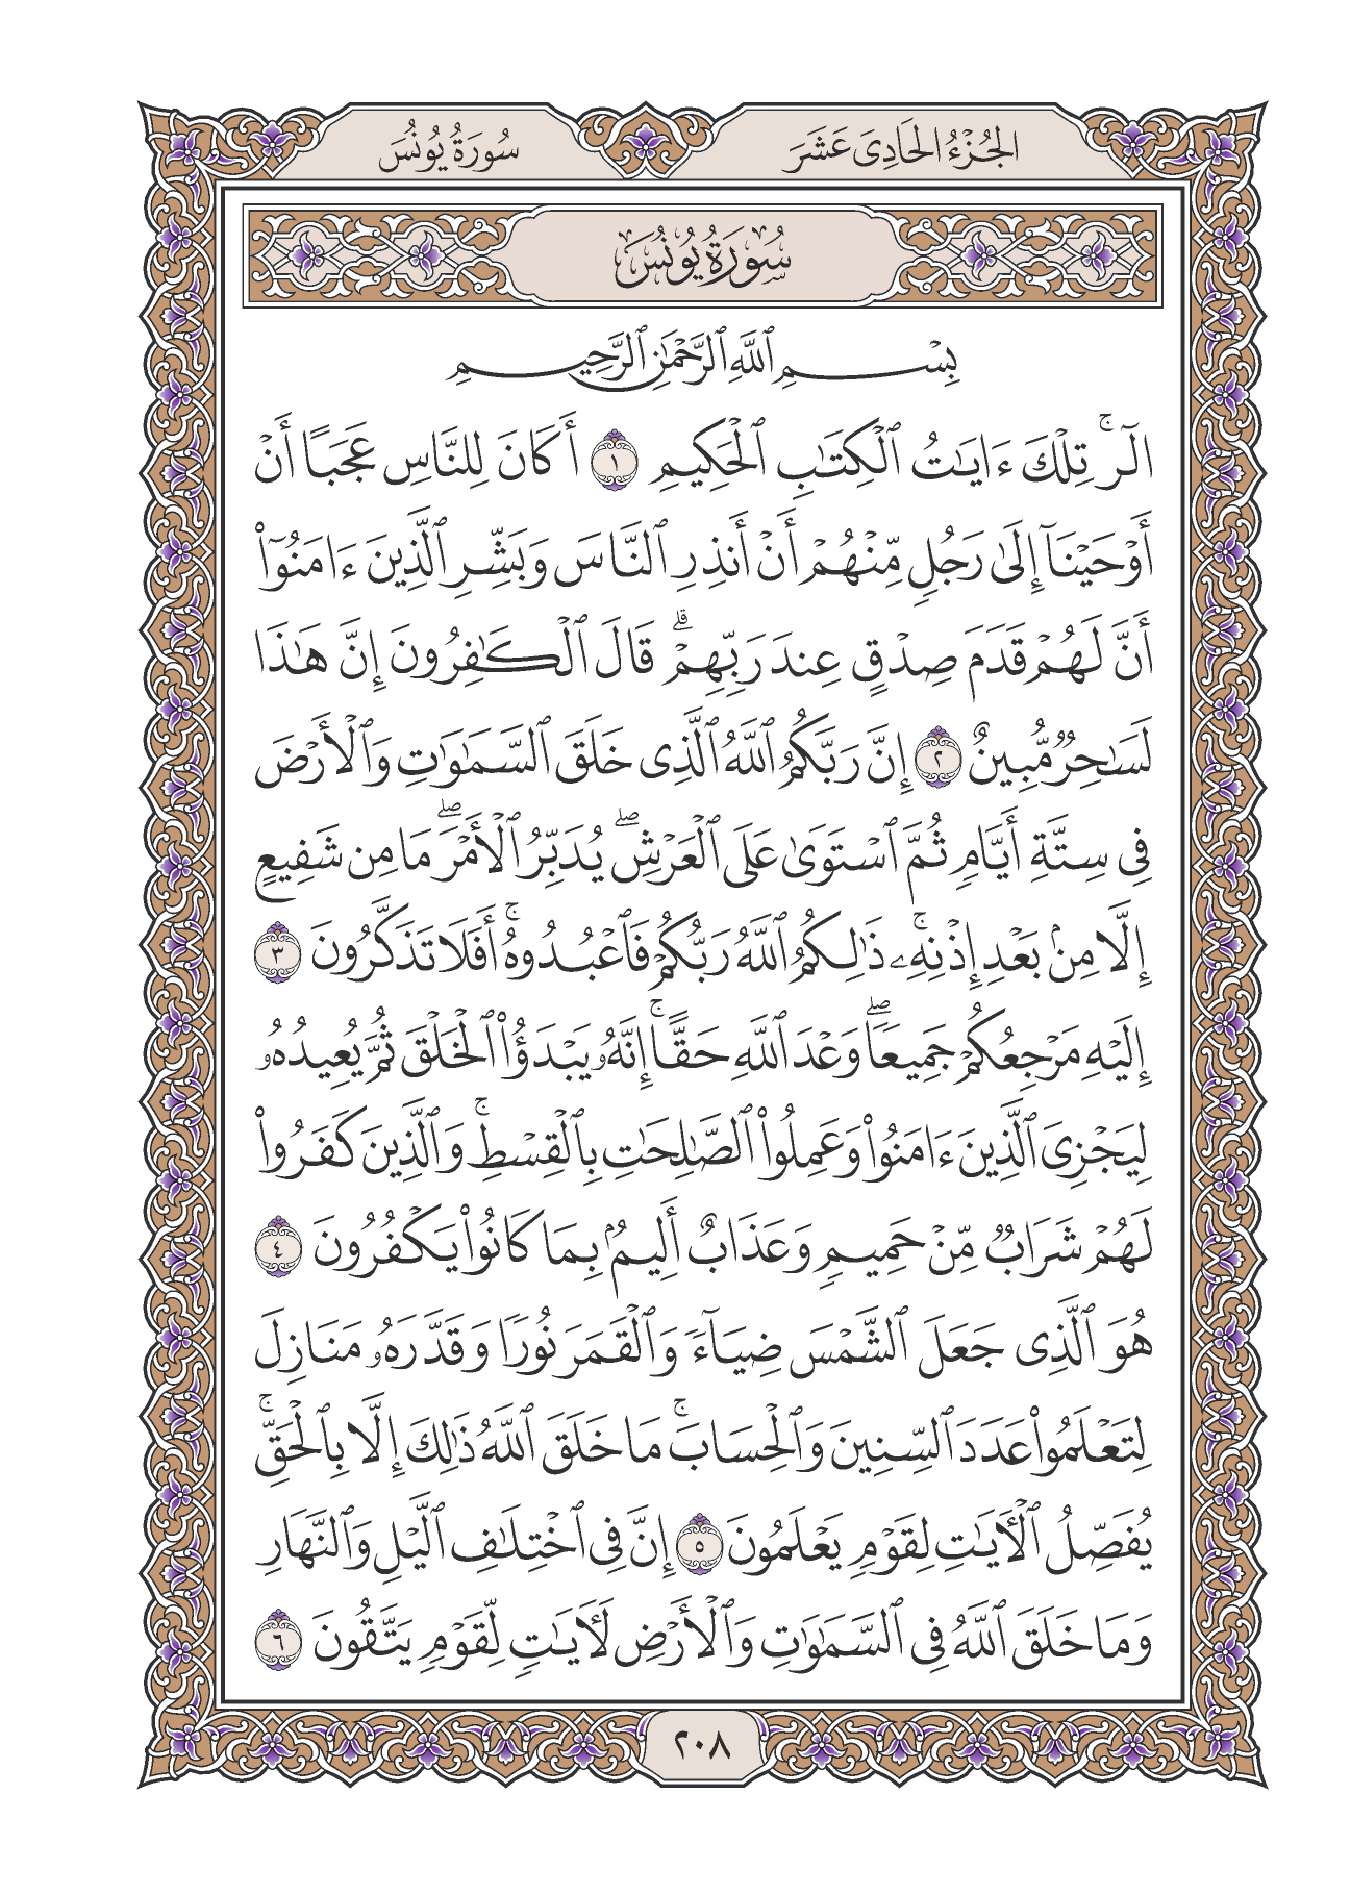 الجُزْءُ الحَادِى عَشَرَ
سُورَةُ يُونُسَ
سُورَةُ يُونُسَ
بِسْمِ ٱللَّهِ ٱلرَّحْمَٰنِ ٱلرَّحِيمِ
الٓرۚ تِلْكَ ءَايَٰتُ ٱلْكِتَٰبِ ٱلْحَكِيمِ ١ أَكَانَ لِلنَّاسِ عَجَبًا أَنْ
أَوْحَيْنَآ إِلَىٰ رَجُلٍ مِّنْهُمْ أَنْ أَنذِرِ ٱلنَّاسَ وَبَشِّرِ ٱلَّذِينَ ءَامَنُوٓا۟
أَنَّ لَهُمْ قَدَمَ صِدْقٍ عِندَ رَبِّهِمْۗ قَالَ ٱلْكَٰفِرُونَ إِنَّ هَٰذَا
لَسَٰحِرٌ مُّبِينٌ ٢ إِنَّ رَبَّكُمُ ٱللَّهُ ٱلَّذِى خَلَقَ ٱلسَّمَٰوَٰتِ وَٱلْأَرْضَ
فِى سِتَّةِ أَيَّامٍ ثُمَّ ٱسْتَوَىٰ عَلَى ٱلْعَرْشِۖ يُدَبِّرُ ٱلْأَمْرَۖ مَا مِن شَفِيعٍ
إِلَّا مِنۢ بَعْدِ إِذْنِهِۦۚ ذَٰلِكُمُ ٱللَّهُ رَبُّكُمْ فَٱعْبُدُوهُۚ أَفَلَا تَذَكَّرُونَ ٣
إِلَيْهِ مَرْجِعُكُمْ جَمِيعًاۖ وَعْدَ ٱللَّهِ حَقًّاۚ إِنَّهُۥ يَبْدَؤُا۟ ٱلْخَلْقَ ثُمَّ يُعِيدُهُۥ
لِيَجْزِىَ ٱلَّذِينَ ءَامَنُوا۟ وَعَمِلُوا۟ ٱلصَّٰلِحَٰتِ بِٱلْقِسْطِۚ وَٱلَّذِينَ كَفَرُوا۟
لَهُمْ شَرَابٌ مِّنْ حَمِيمٍ وَعَذَابٌ أَلِيمٌۢ بِمَا كَانُوا۟ يَكْفُرُونَ ٤
هُوَ ٱلَّذِى جَعَلَ ٱلشَّمْسَ ضِيَآءً وَٱلْقَمَرَ نُورًا وَقَدَّرَهُۥ مَنَازِلَ
لِتَعْلَمُوا۟ عَدَدَ ٱلسِّنِينَ وَٱلْحِسَابَۚ مَا خَلَقَ ٱللَّهُ ذَٰلِكَ إِلَّا بِٱلْحَقِّۚ
يُفَصِّلُ ٱلْءَايَٰتِ لِقَوْمٍ يَعْلَمُونَ ٥ إِنَّ فِى ٱخْتِلَٰفِ ٱلَّيْلِ وَٱلنَّهَارِ
وَمَا خَلَقَ ٱللَّهُ فِى ٱلسَّمَٰوَٰتِ وَٱلْأَرْضِ لَءَايَٰتٍ لِّقَوْمٍ يَتَّقُونَ ٦
٢٠٨